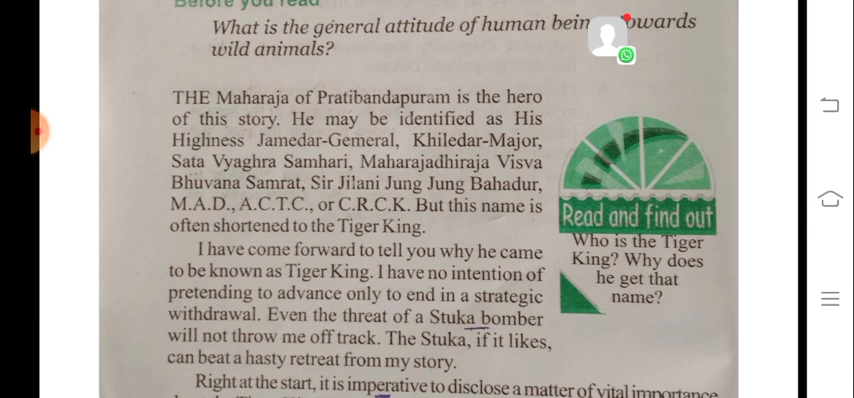 Before you read
What is the general attitude of human towards
wild animals?
THE Maharaja of Pratibandapuram is the hero
of this story. He may be identified as His
Highness Jamedar-Gemeral, Khiledar-Major,
Sata Vyaghra Samhari, Maharajadhiraja Visva
Bhuvana Samrat, Sir Jilani Jung Jung Bahadur,
M.A.D., A.C.T.C., or C.R.C.K. But this name is
often shortened to the Tiger King.
I have come forward to tell you why he came
to be known as Tiger King. I have no intention of
pretending to advance only to end in a strategic
withdrawal. Even the threat of a Stuka bomber
will not throw me off track. The Stuka, if it likes,
can beat a hasty retreat from my story.
Right at the start, it is imperative to disclose a matter of vital importance
Read and find out
Who is the Tiger
King? Why does
he get that
name?